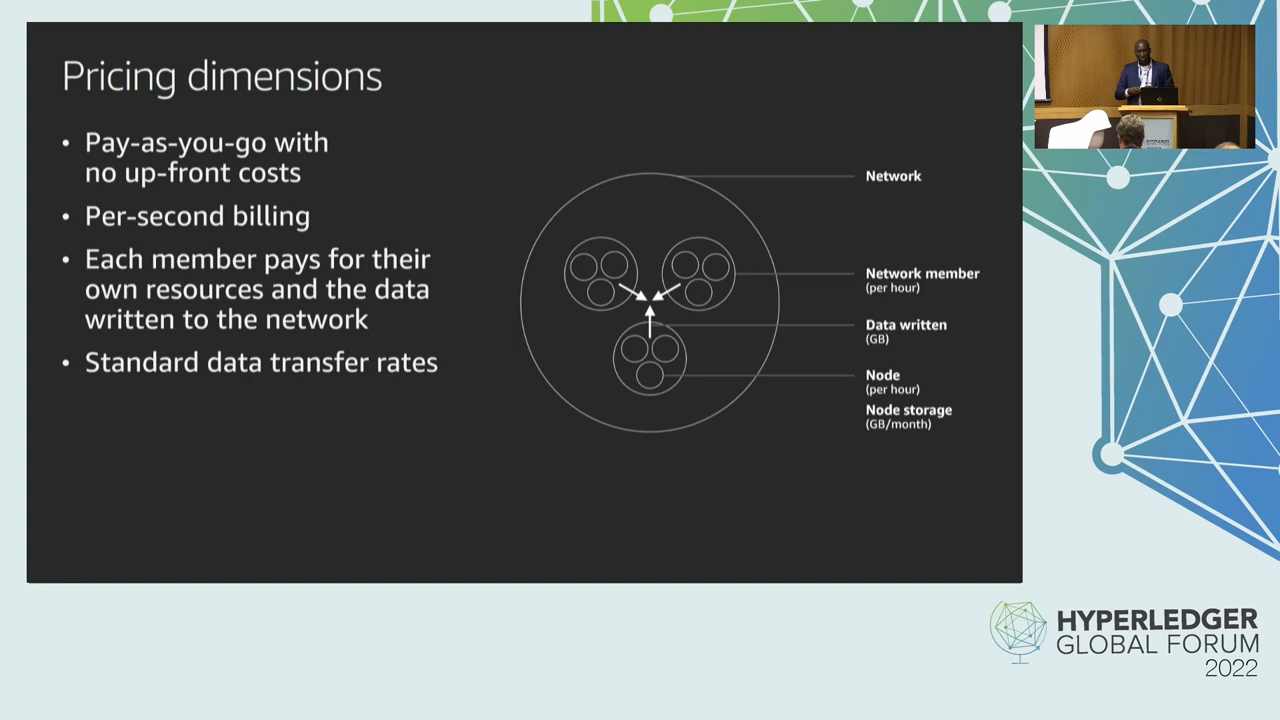 Pricing dimensions
• Pay-as-you-go with
no up-front costs
• Per-second billing
• Each member pays for their
own resources and the data
written to the network
• Standard data transfer rates
Network
Network member
(per hour)
Data written
(GB)
Node
(per hour)
Node storage
(GB/month)
HYPERLEDGER
GLOBAL FORUM
2022